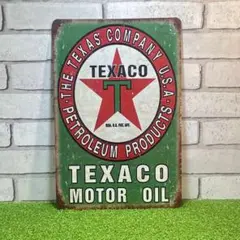 THE TEXAS COMPANY U.S.A.
TEXACO
T
PETROLEUM PRODUCTS
TEXACO
MOTOR OIL